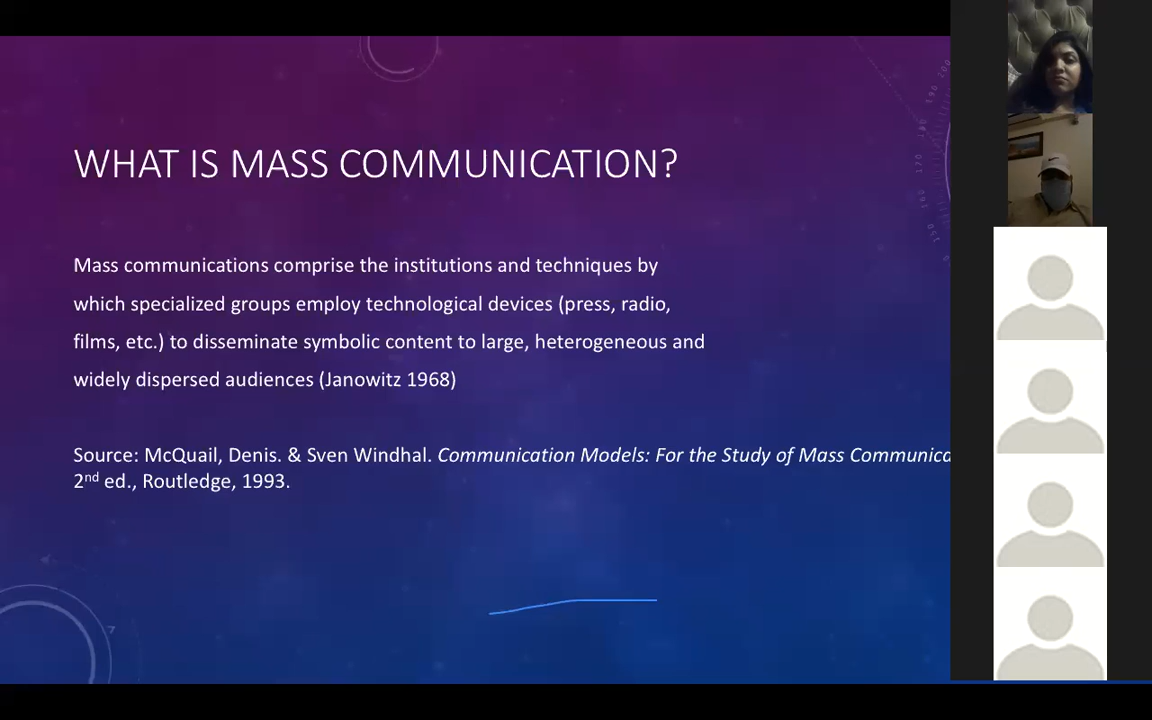 WHAT IS MASS COMMUNICATION?
Mass communications comprise the institutions and techniques by
which specialized groups employ technological devices (press, radio,
films, etc.) to disseminate symbolic content to large, heterogeneous and
widely dispersed audiences (Janowitz 1968)
Source: McQuail, Denis. & Sven Windhal. Communication Models: For the Study of Mass Communica
2nd ed., Routledge, 1993.